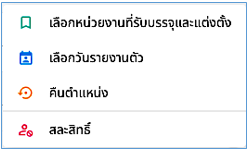 เลือกหน่วยงานที่รับบรรจุและแต่งตั้ง
เลือกวันรายงานตัว
คืนตำแหน่ง
สละสิทธิ์